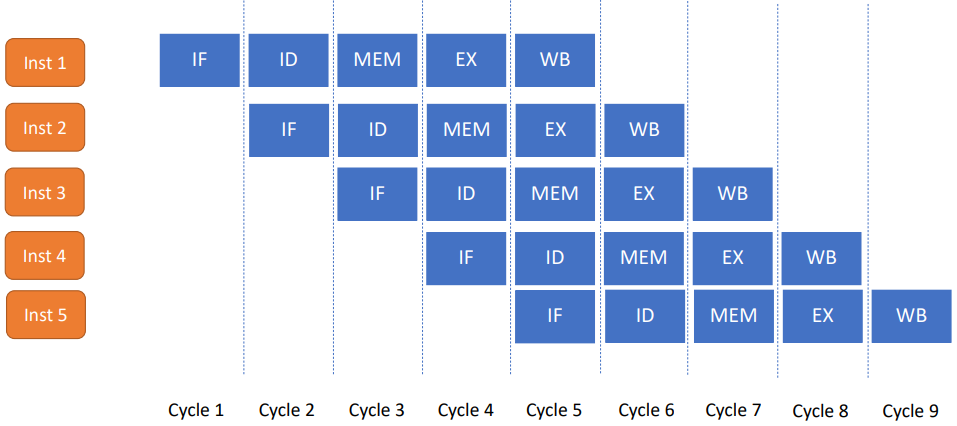 Inst 1 IF ID MEM EX WB
Inst 2 IF ID MEM EX WB
Inst 3 IF ID MEM EX WB
Inst 4 IF ID MEM EX WB
Inst 5 IF ID MEM EX WB
Cycle 1 Cycle 2 Cycle 3 Cycle 4 Cycle 5 Cycle 6 Cycle 7 Cycle 8 Cycle 9